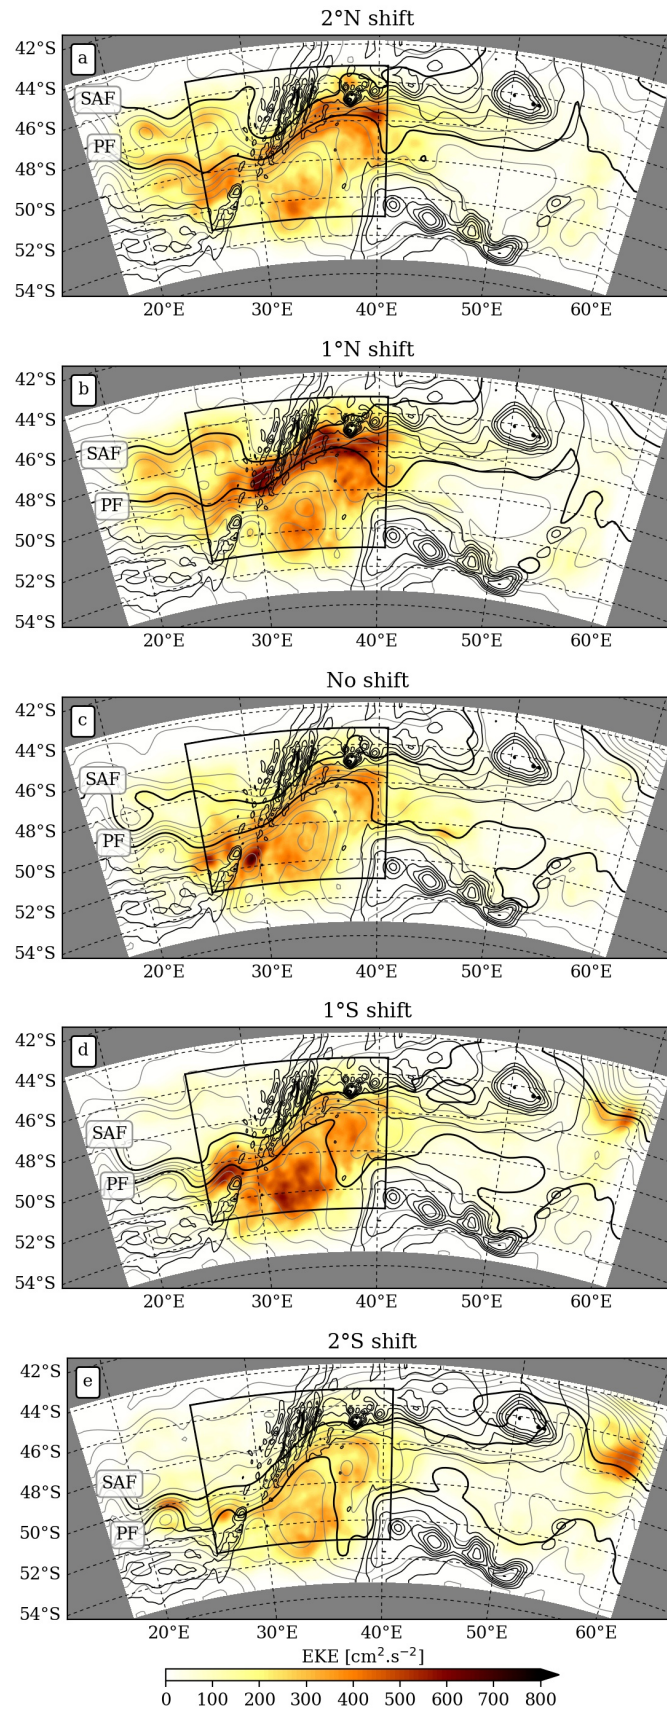 2°N shift
a
42°S
44°S
SAF
46°S
PF
48°S
50°S
52°S
54°S
20°E 30°E 40°E 50°E 60°E
1°N shift
b
42°S
44°S
SAF
46°S
48°S
PF
50°S
52°S
54°S
20°E 30°E 40°E 50°E 60°E
No shift
c
42°S
44°S
SAF
46°S
48°S
PF
50°S
52°S
54°S
20°E 30°E 40°E 50°E 60°E
1°S shift
d
42°S
44°S
46°S
SAF
48°S
PF
50°S
52°S
54°S
20°E 30°E 40°E 50°E 60°E
2°S shift
e
42°S
44°S
46°S
SAF
48°S
PF
50°S
52°S
54°S
20°E 30°E 40°E 50°E 60°E
EKE [cm².s⁻²]
0 100 200 300 400 500 600 700 800